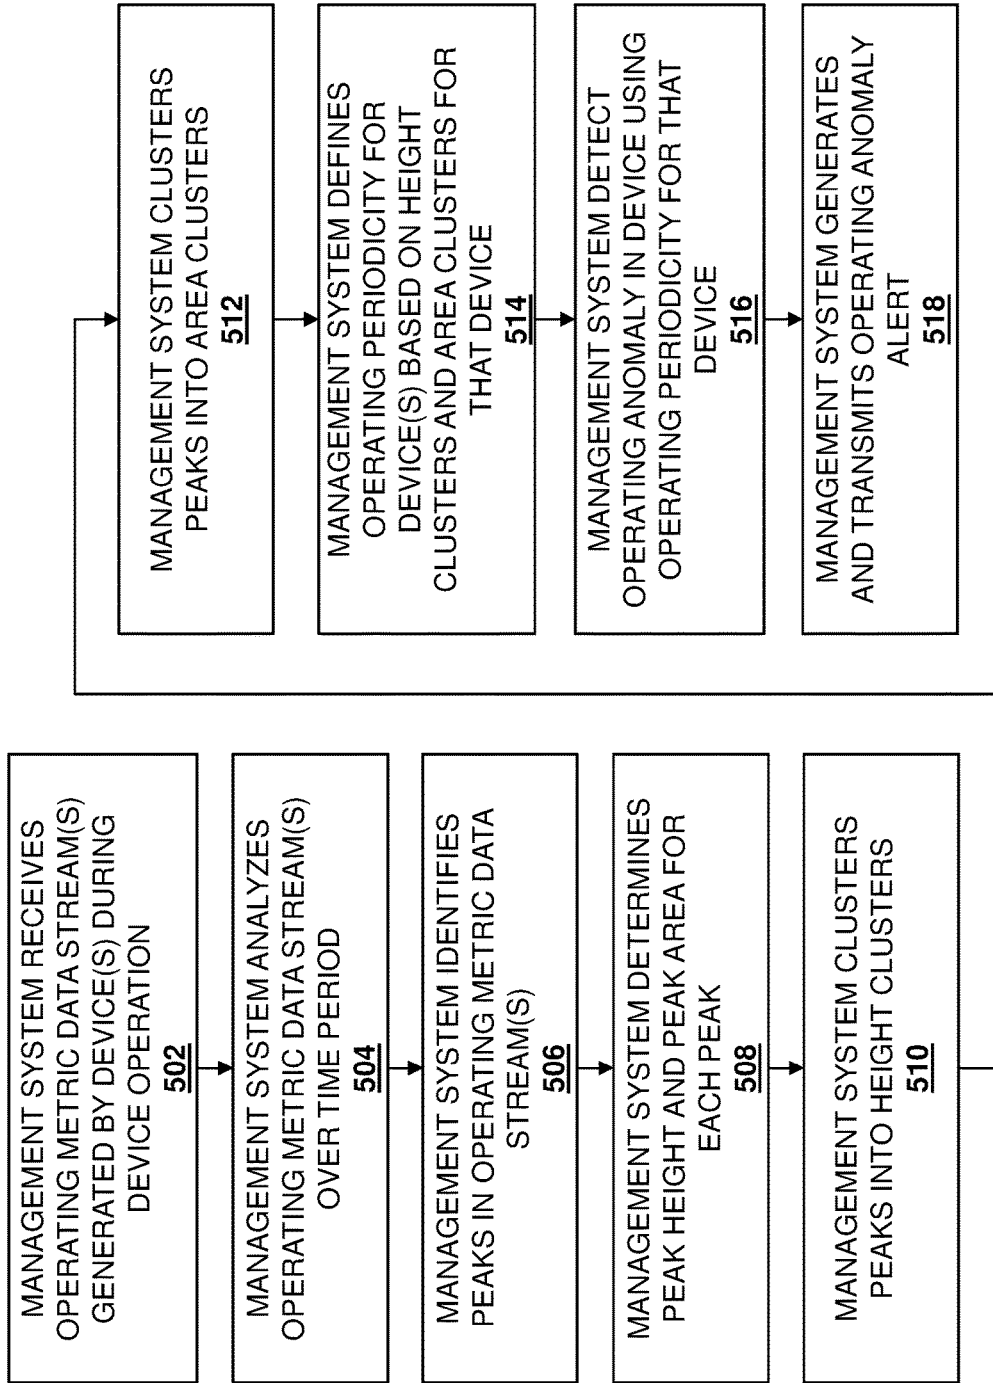 MANAGEMENT SYSTEM RECEIVES
OPERATING METRIC DATA STREAM(S)
GENERATED BY DEVICE(S) DURING
DEVICE OPERATION
502
MANAGEMENT SYSTEM ANALYZES
OPERATING METRIC DATA STREAM(S)
OVER TIME PERIOD
504
MANAGEMENT SYSTEM IDENTIFIES
PEAKS IN OPERATING METRIC DATA
STREAM(S)
506
MANAGEMENT SYSTEM DETERMINES
PEAK HEIGHT AND PEAK AREA FOR
EACH PEAK
508
MANAGEMENT SYSTEM CLUSTERS
PEAKS INTO HEIGHT CLUSTERS
510
MANAGEMENT SYSTEM CLUSTERS
PEAKS INTO AREA CLUSTERS
512
MANAGEMENT SYSTEM DEFINES
OPERATING PERIODICITY FOR
DEVICE(S) BASED ON HEIGHT
CLUSTERS AND AREA CLUSTERS FOR
THAT DEVICE
514
MANAGEMENT SYSTEM DETECT
OPERATING ANOMALY IN DEVICE USING
OPERATING PERIODICITY FOR THAT
DEVICE
516
MANAGEMENT SYSTEM GENERATES
AND TRANSMITS OPERATING ANOMALY
ALERT
518